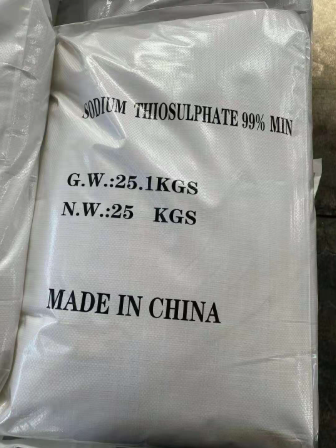 SODIUM THIOSULPHATE 99% MIN
G.W.:25.1KGS
N.W.:25 KGS
MADE IN CHINA